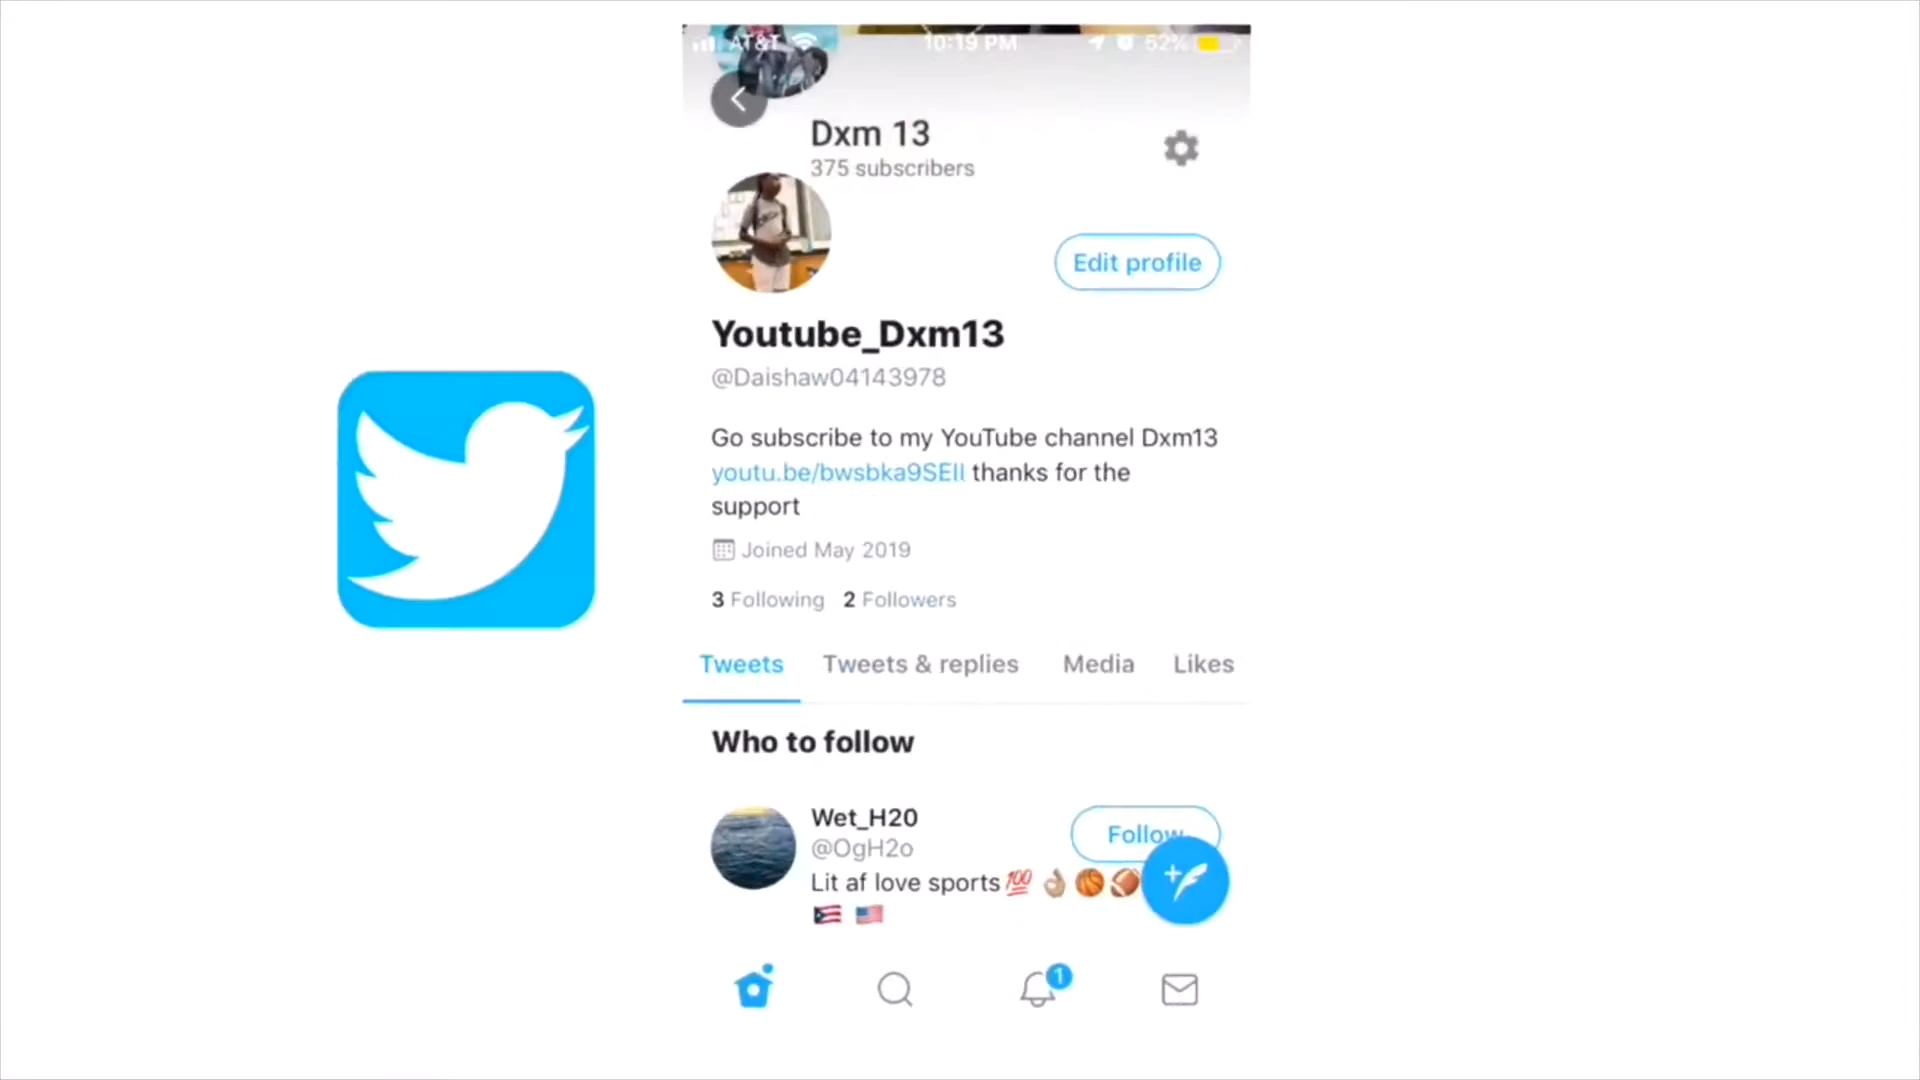 AT&T 10:19 PM 52%
Dxm 13
375 subscribers
Edit profile
Youtube_Dxm13
@Daishaw04143978
Go subscribe to my YouTube channel Dxm13
youtu.be/bwsbka9SEII thanks for the
support
Joined May 2019
3 Following 2 Followers
Tweets Tweets & replies Media Likes
Who to follow
Wet_H20
@OgH2o
Follow
Lit af love sports💯👌🏽🏀🏈
🇵🇷 🇺🇸
1